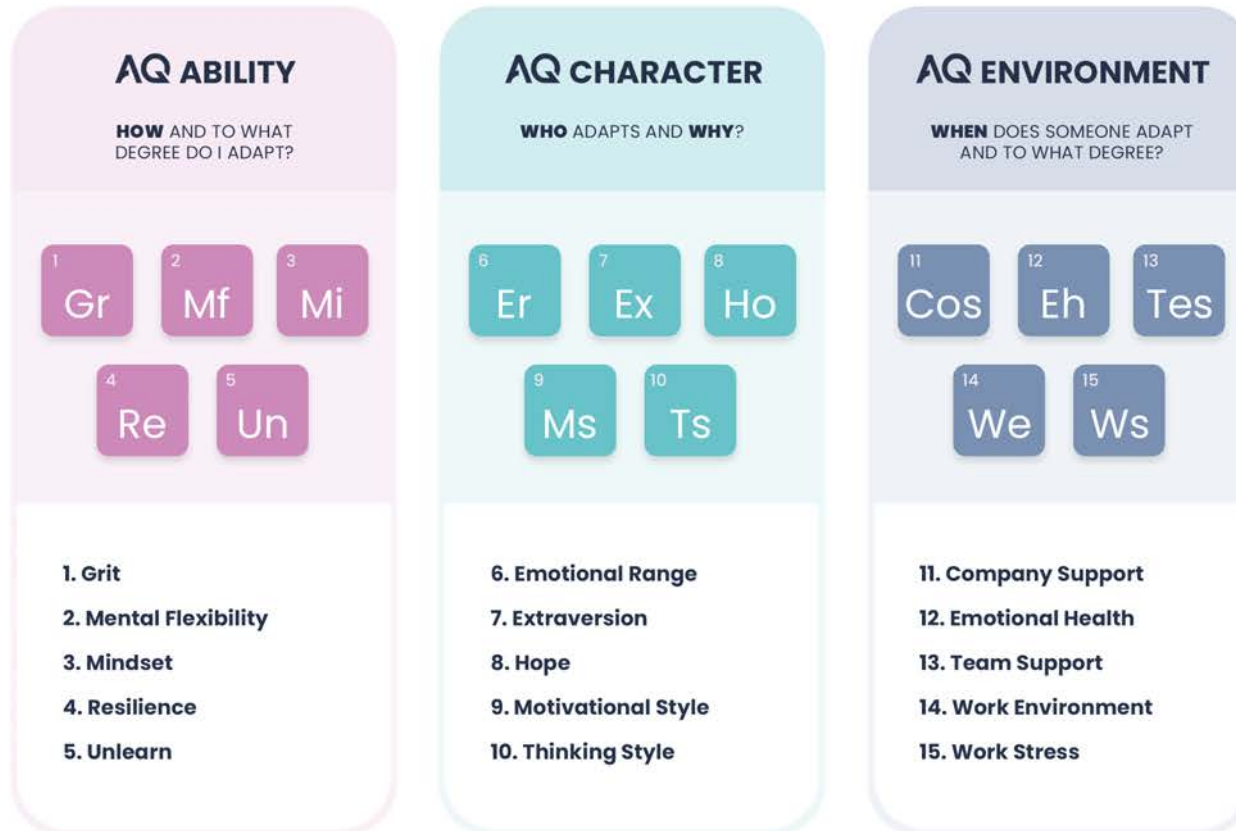 AQ ABILITY
HOW AND TO WHAT
DEGREE DO I ADAPT?
1
Gr
2
Mf
3
Mi
4
Re
5
Un
1. Grit
2. Mental Flexibility
3. Mindset
4. Resilience
5. Unlearn
AQ CHARACTER
WHO ADAPTS AND WHY?
6
Er
7
Ex
8
Ho
9
Ms
10
Ts
6. Emotional Range
7. Extraversion
8. Hope
9. Motivational Style
10. Thinking Style
AQ ENVIRONMENT
WHEN DOES SOMEONE ADAPT
AND TO WHAT DEGREE?
11
Cos
12
Eh
13
Tes
14
We
15
Ws
11. Company Support
12. Emotional Health
13. Team Support
14. Work Environment
15. Work Stress